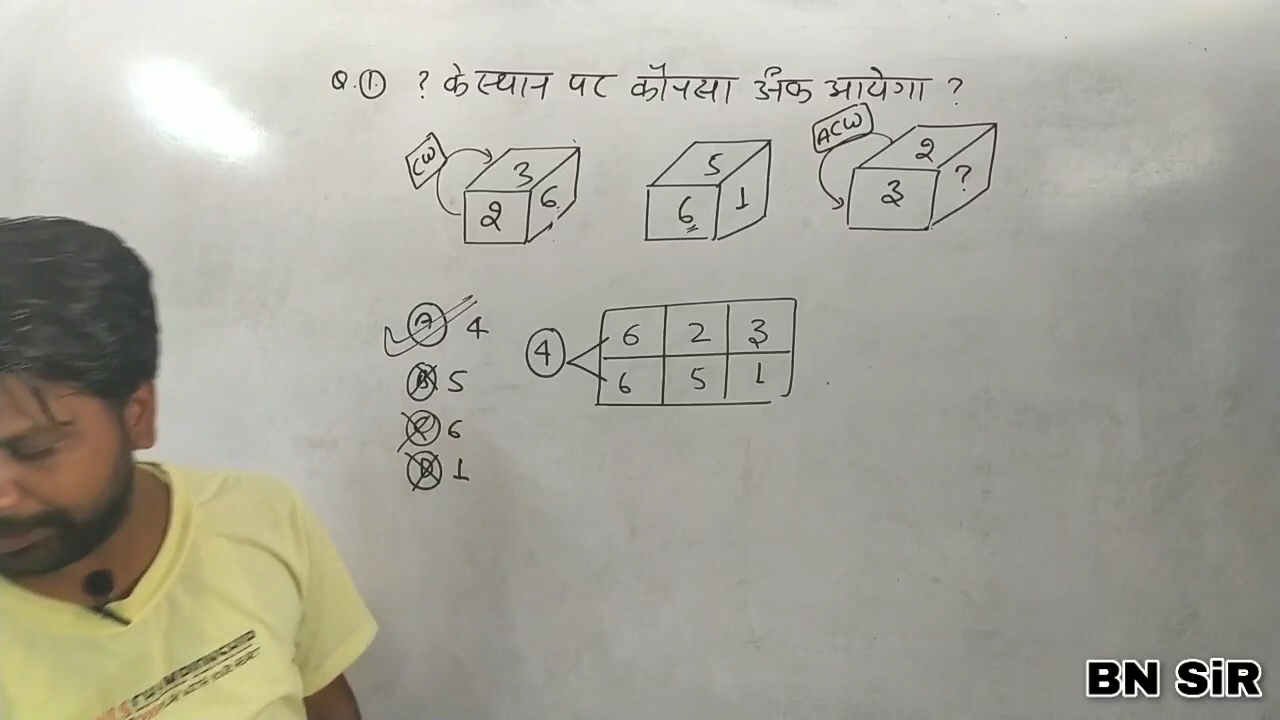 Q.① ? के स्थान पर कौनसा अंक आयेगा ?
CW 3 2 6
5 6 1
ACW 2 3 ?
A 4
B 5
C 6
D 1
4
6 2 3
6 5 1
BN SiR